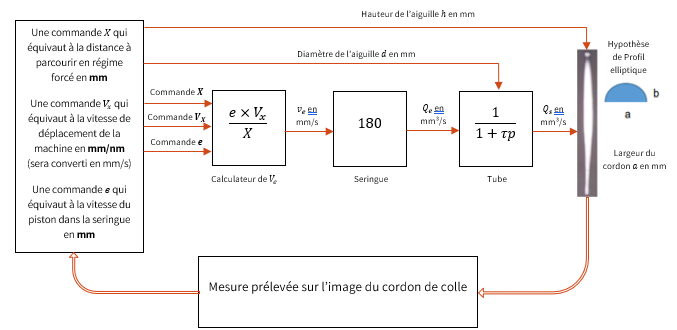 Hauteur de l'aiguille h en mm
Une commande X qui
équivaut à la distance à
parcourir en régime
forcé en mm
Une commande Vₓ qui
équivaut à la vitesse de
déplacement de la
machine en mm/mn
(sera converti en mm/s)
Une commande e qui
équivaut à la vitesse du
piston dans la seringue
en mm
Diamètre de l'aiguille d en mm
Commande X
Commande V_X
Commande e
e × Vₓ
X
Calculateur de Vₑ
vₑ en
mm/s
180
Seringue
Qₑ en
mm³/s
1
1 + τp
Tube
Qₛ en
mm³/s
Hypothèse
de Profil
elliptique
b
a
Largeur du
cordon a en mm
Mesure prélevée sur l'image du cordon de colle